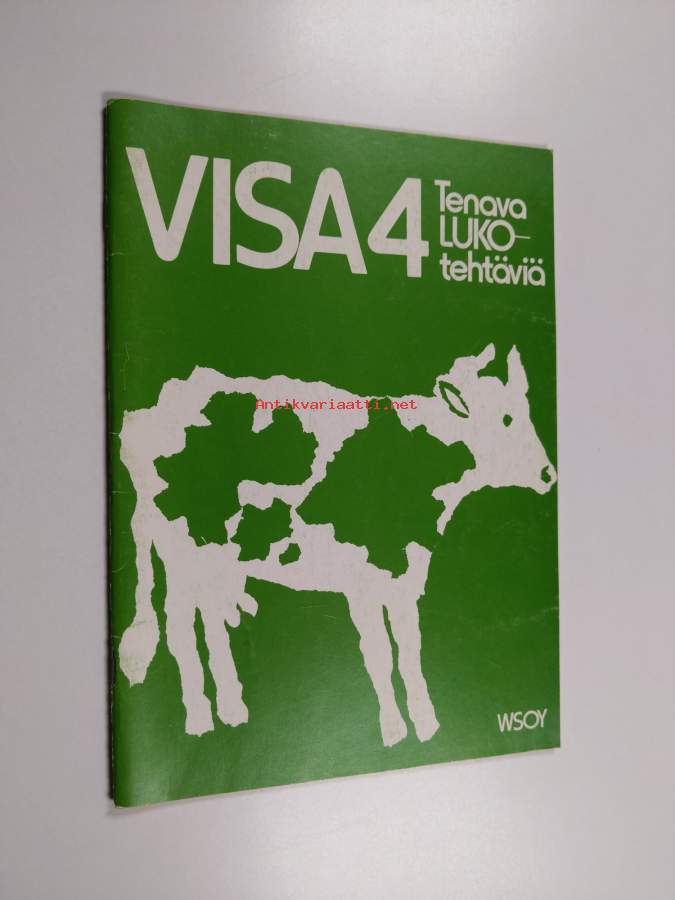 VISA 4
Tenava
LUKO–
tehtäviä
Antikvariaatti.net
WSOY